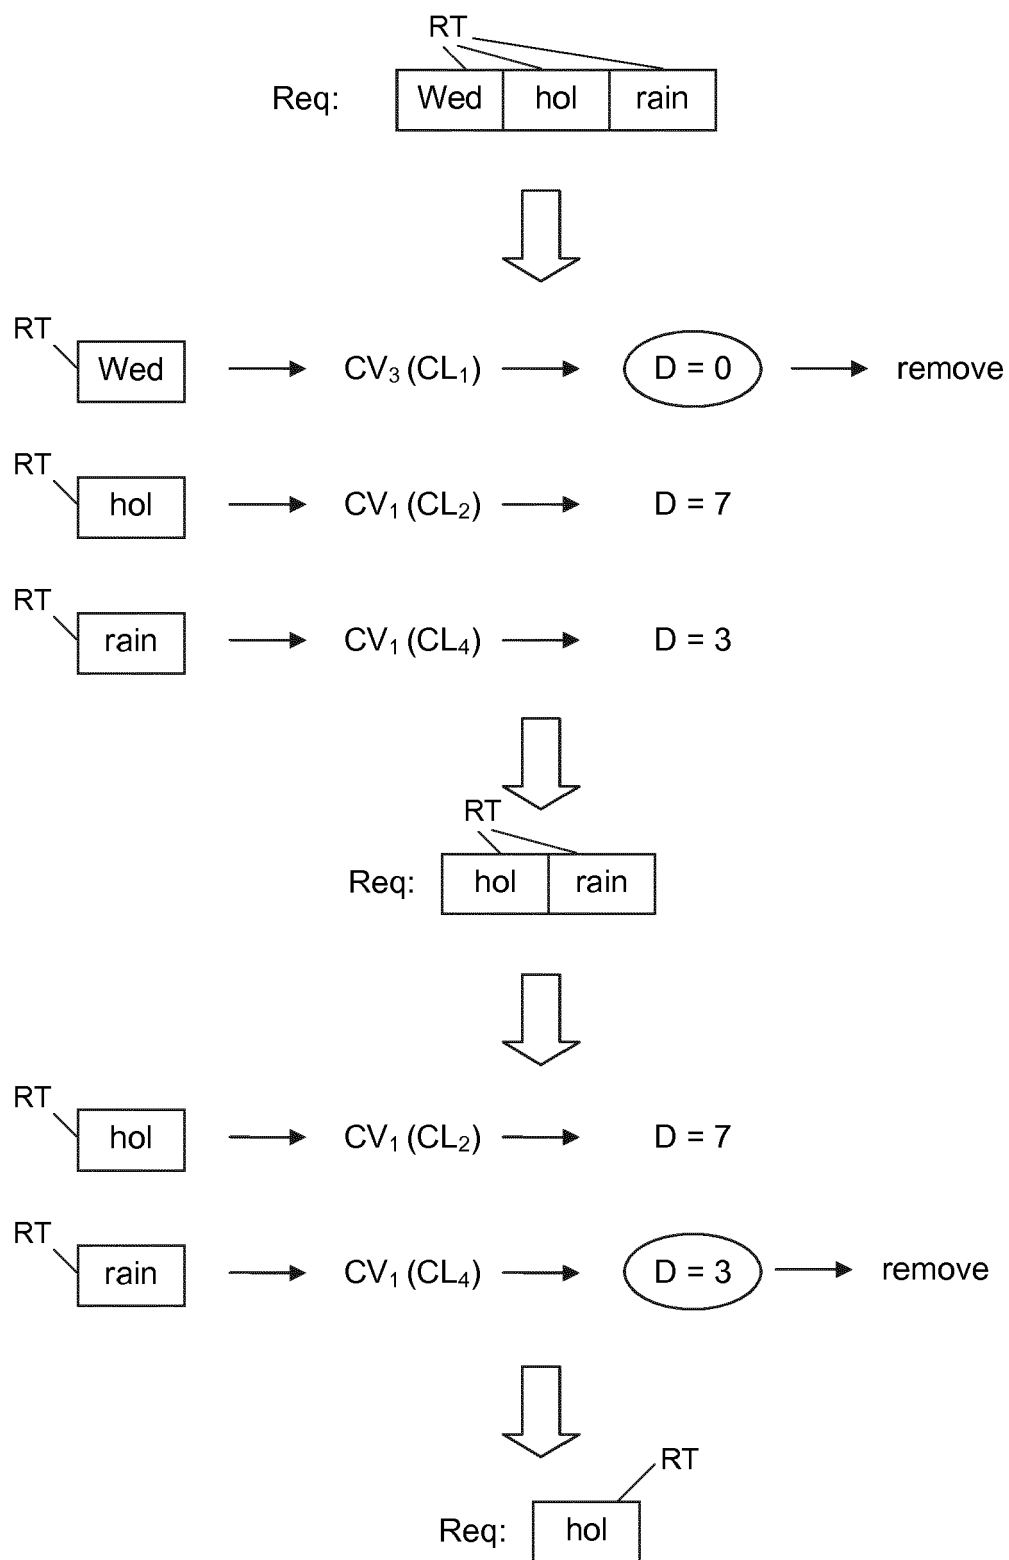 RT
Req: Wed hol rain
RT
Wed CV₃ (CL₁) D = 0 remove
RT
hol CV₁ (CL₂) D = 7
RT
rain CV₁ (CL₄) D = 3
RT
Req: hol rain
RT
hol CV₁ (CL₂) D = 7
RT
rain CV₁ (CL₄) D = 3 remove
RT
Req: hol